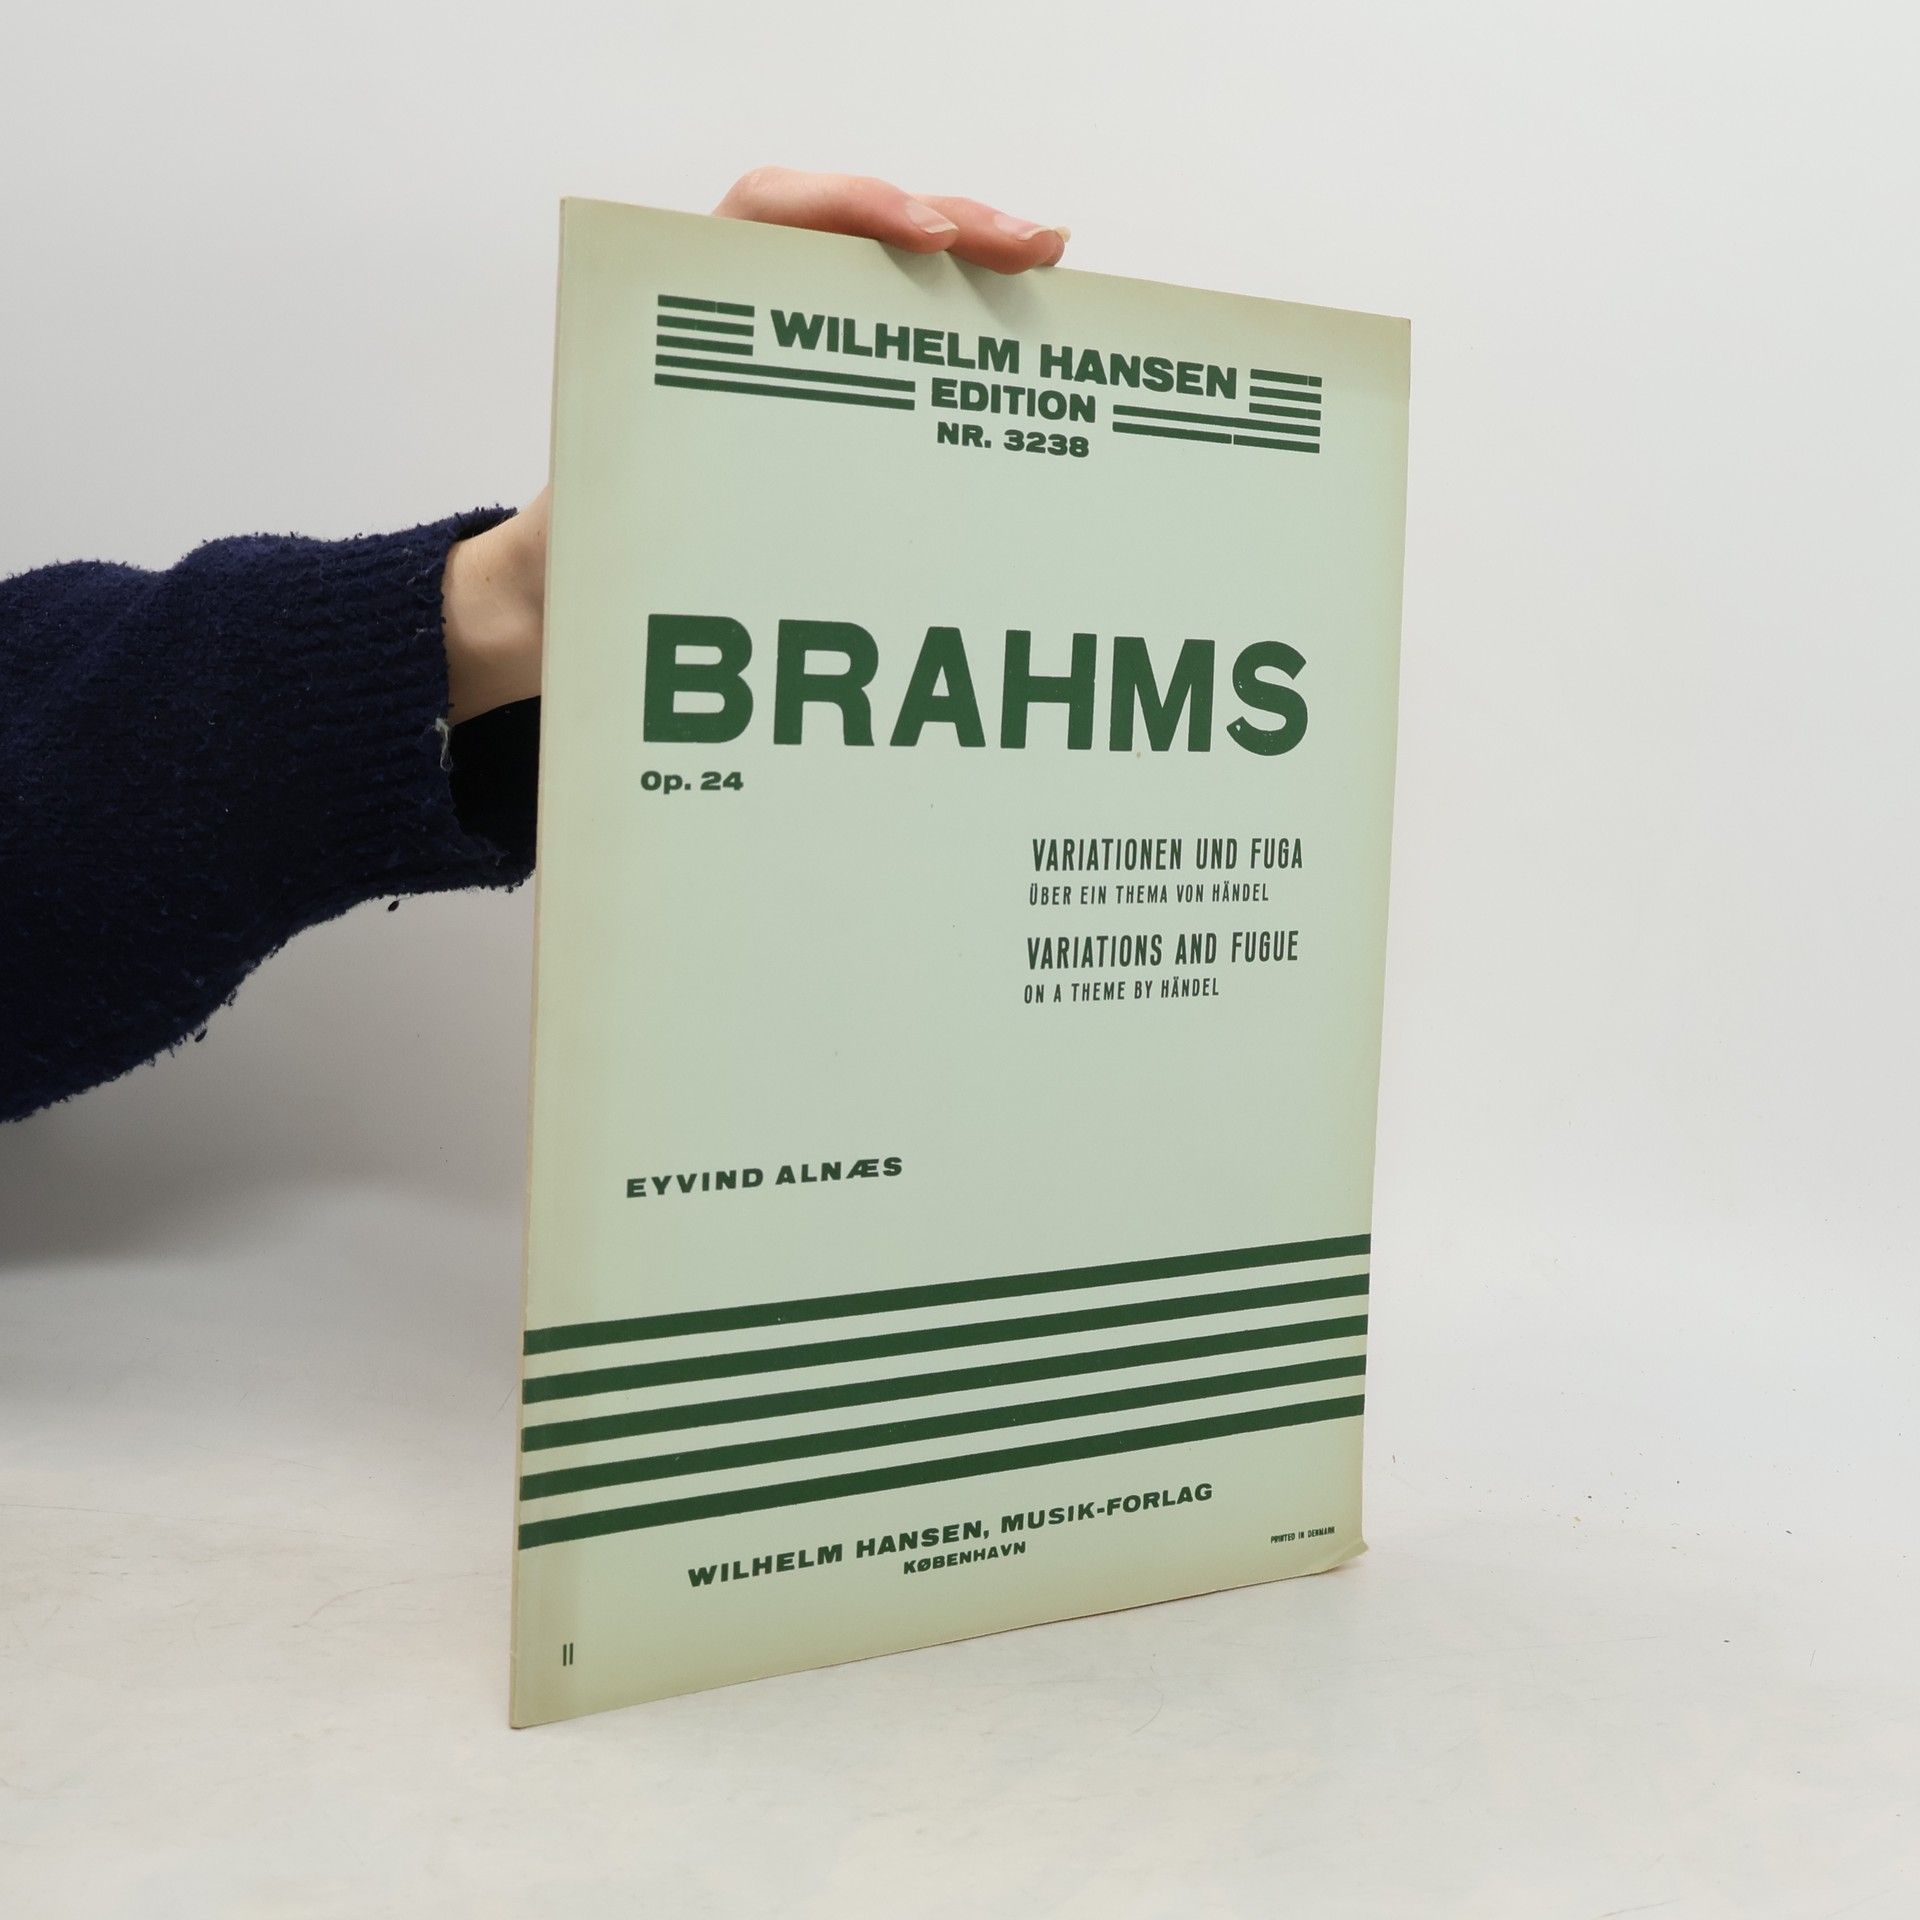 WILHELM HANSEN
EDITION
NR. 3238
BRAHMS
Op. 24
VARIATIONEN UND FUGA
ÜBER EIN THEMA VON HÄNDEL
VARIATIONS AND FUGUE
ON A THEME BY HÄNDEL
EYVIND ALNÆS
WILHELM HANSEN, MUSIK-FORLAG
KØBENHAVN
PRINTED IN DENMARK
II